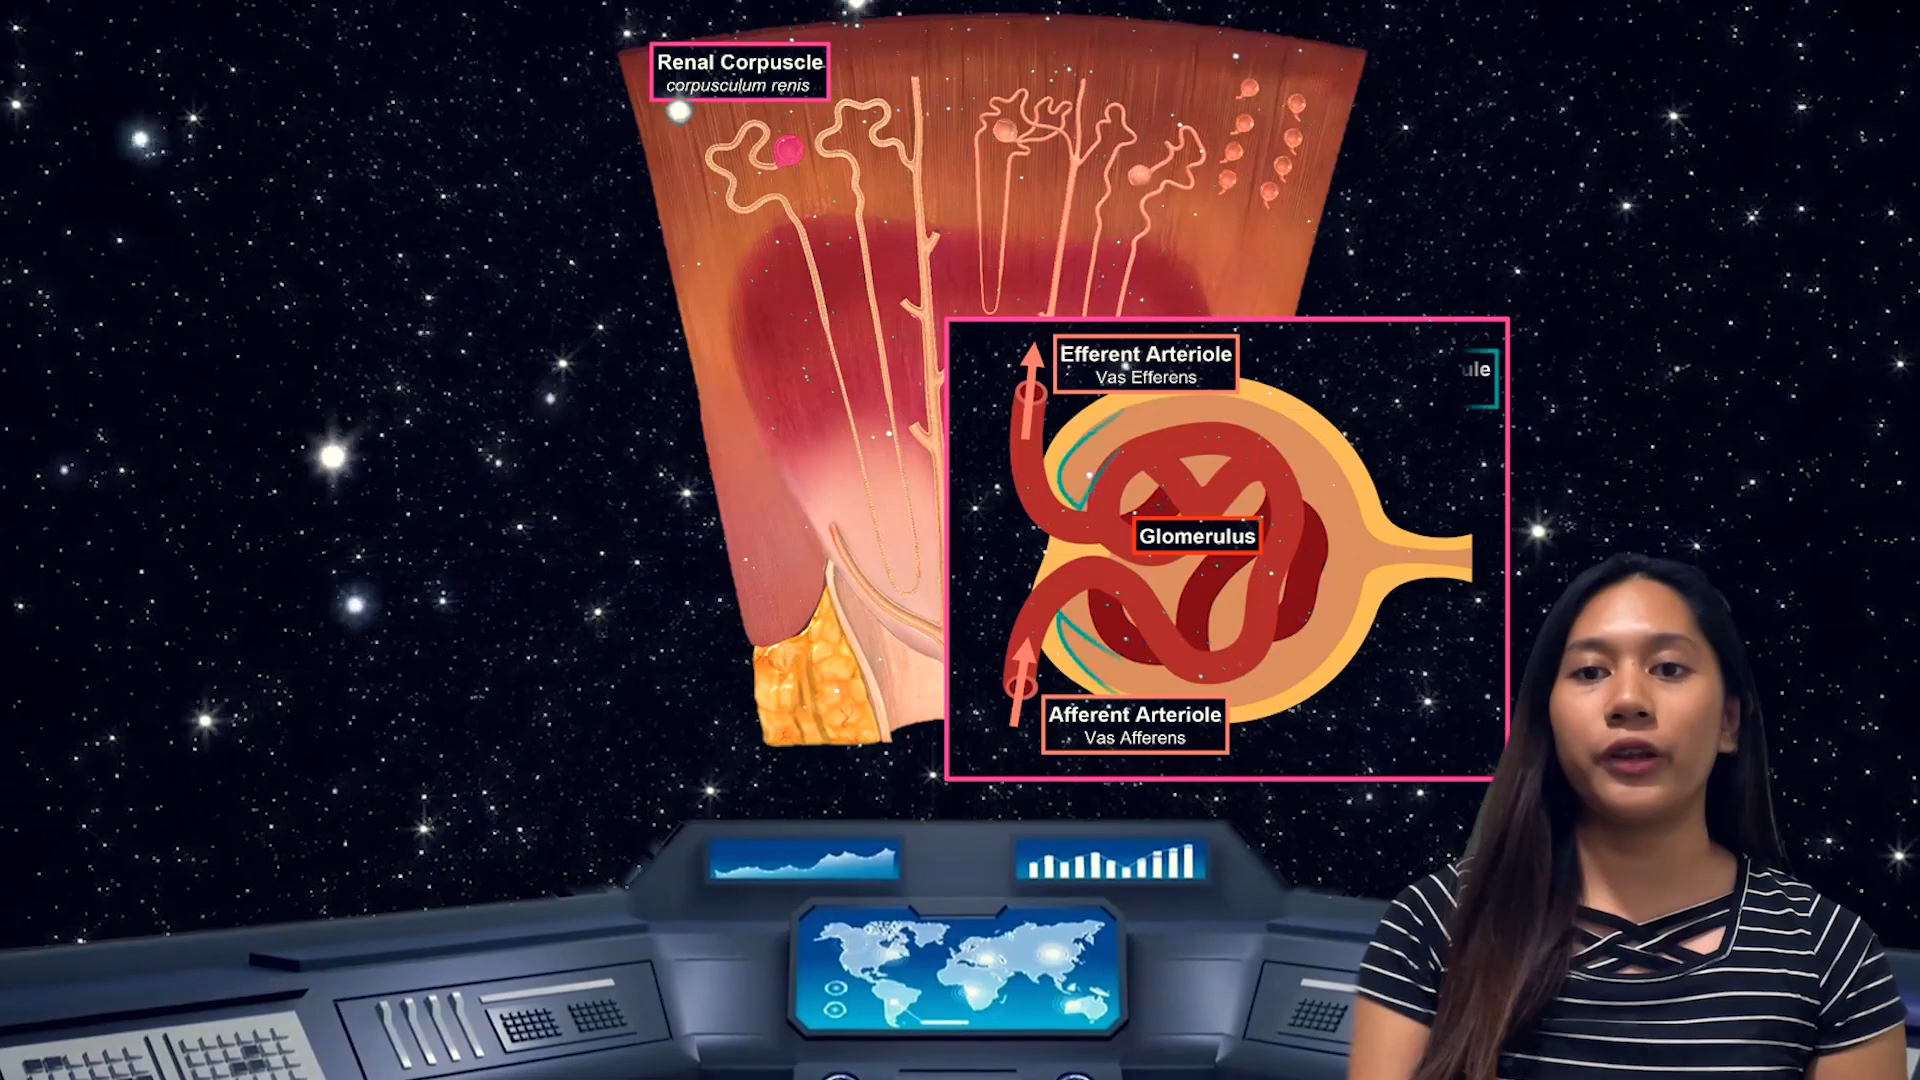 Renal Corpuscle
corpusculum renis
Efferent Arteriole
Vas Efferens
Glomerulus
Afferent Arteriole
Vas Afferens